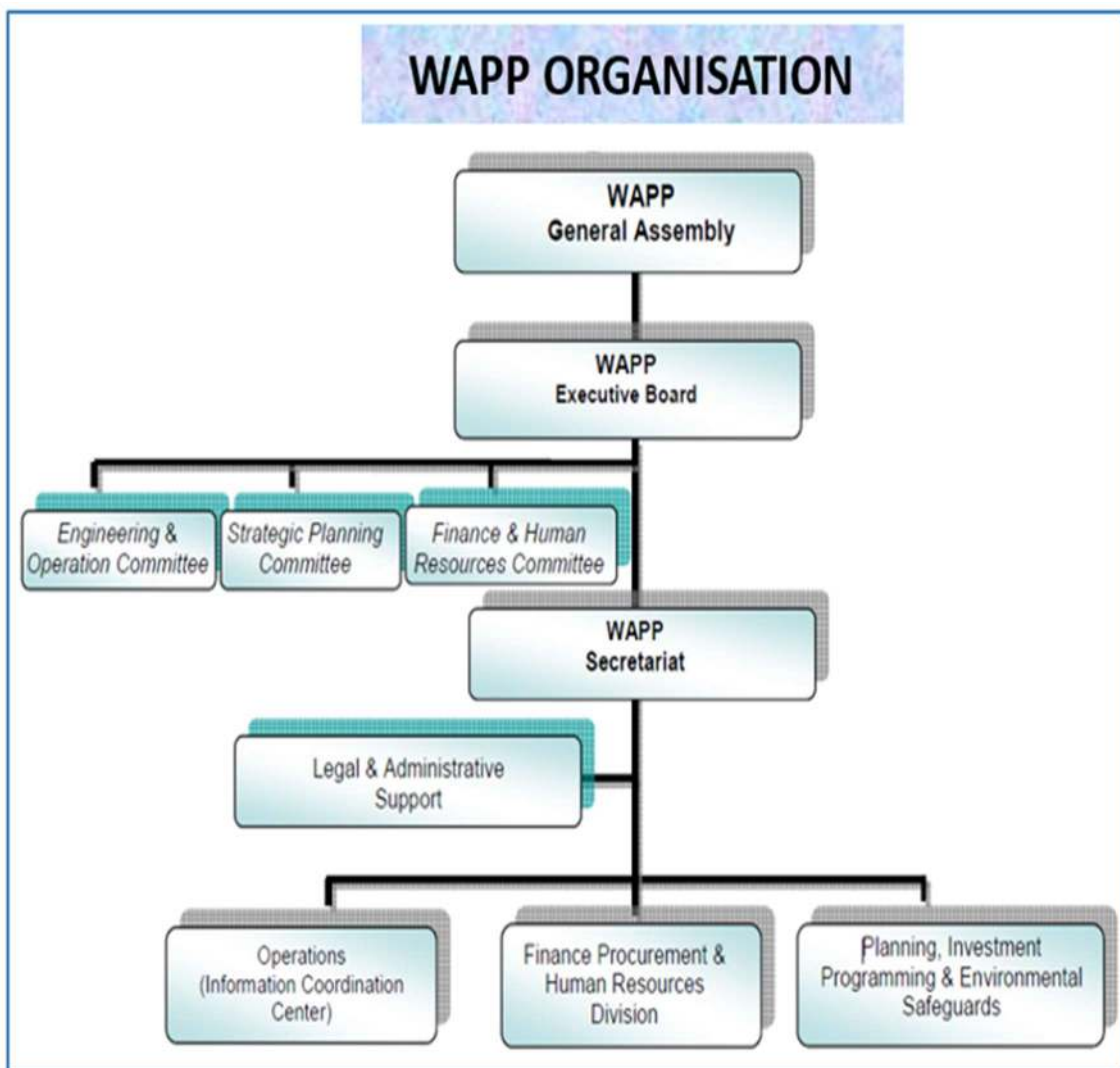 WAPP ORGANISATION
WAPP
General Assembly
WAPP
Executive Board
Engineering &
Operation Committee
Strategic Planning
Committee
Finance & Human
Resources Committee
WAPP
Secretariat
Legal & Administrative
Support
Operations
(Information Coordination
Center)
Finance Procurement &
Human Resources
Division
Planning, Investment
Programming & Environmental
Safeguards